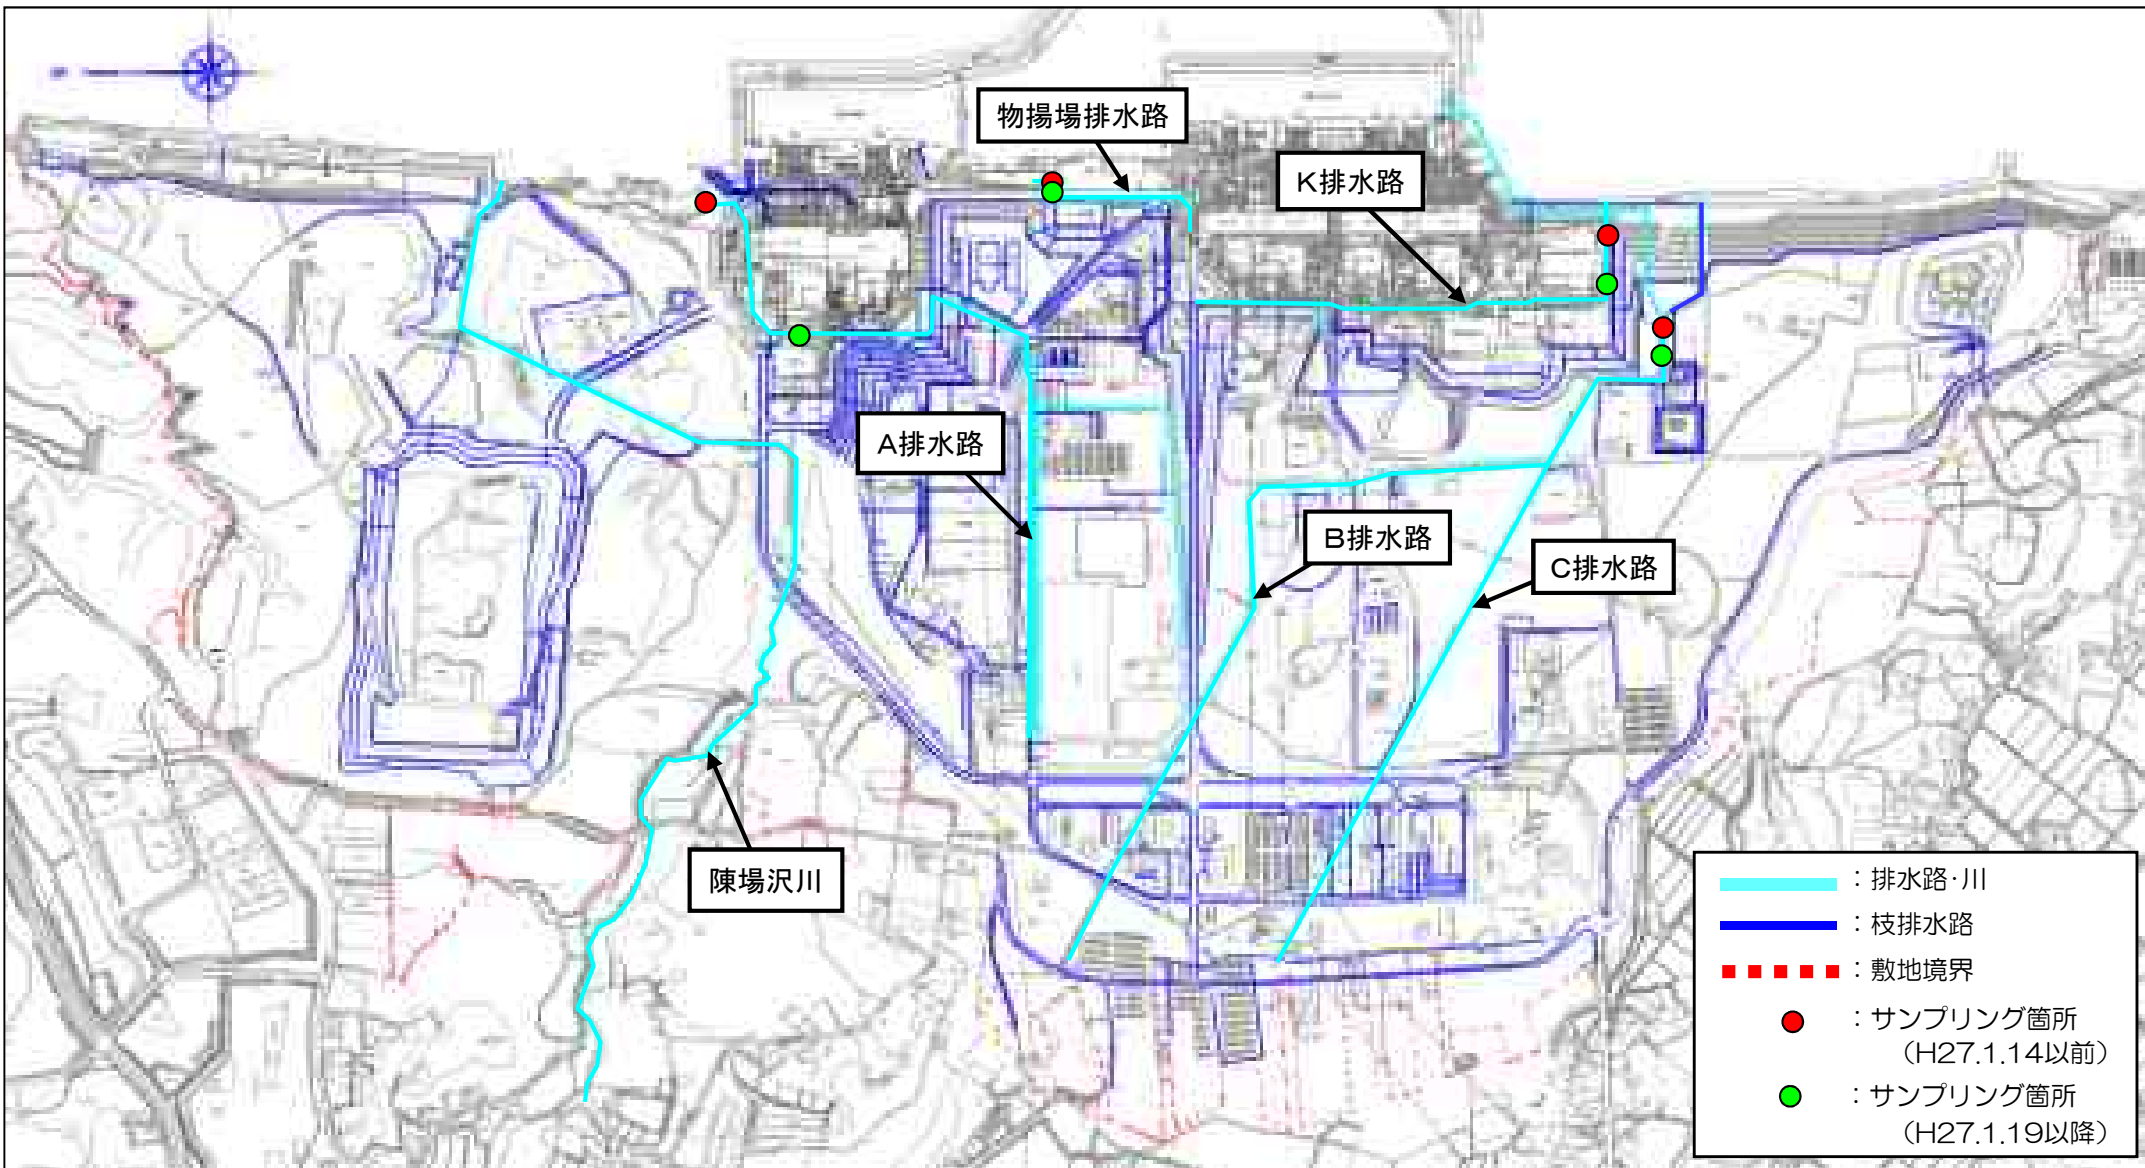 物揚場排水路
K排水路
A排水路
B排水路
C排水路
陳場沢川
：排水路・川
：枝排水路
：敷地境界
：サンプリング箇所
（H27.1.14以前）
：サンプリング箇所
（H27.1.19以降）